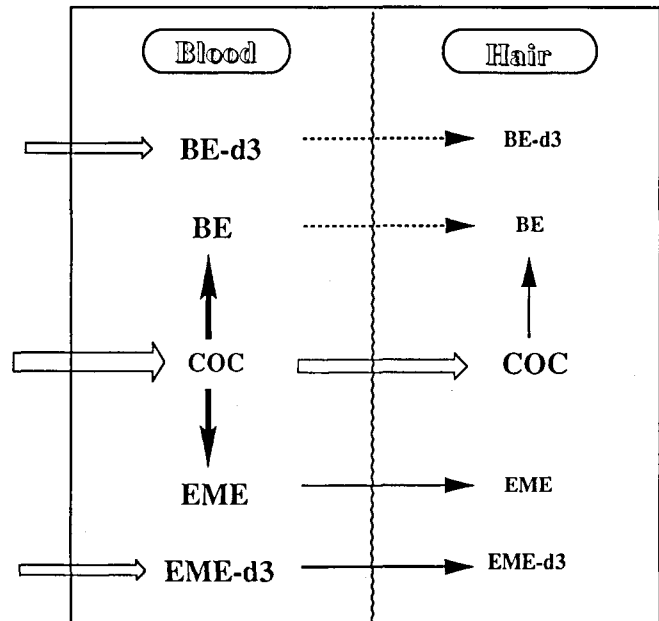 Blood Hair
BE-d3 BE-d3
BE BE
COC COC
EME EME
EME-d3 EME-d3